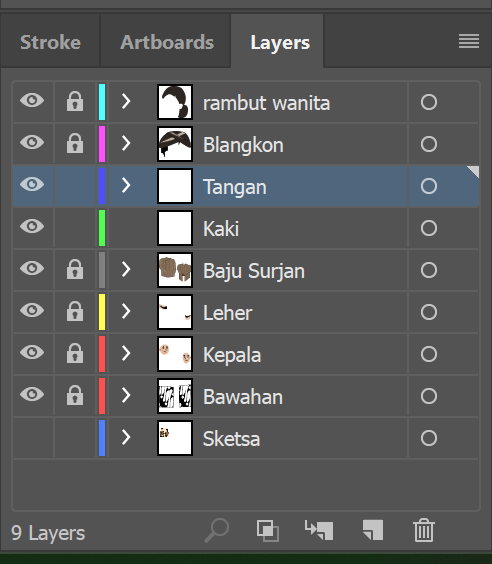 Stroke Artboards Layers
rambut wanita
Blangkon
Tangan
Kaki
Baju Surjan
Leher
Kepala
Bawahan
Sketsa
9 Layers